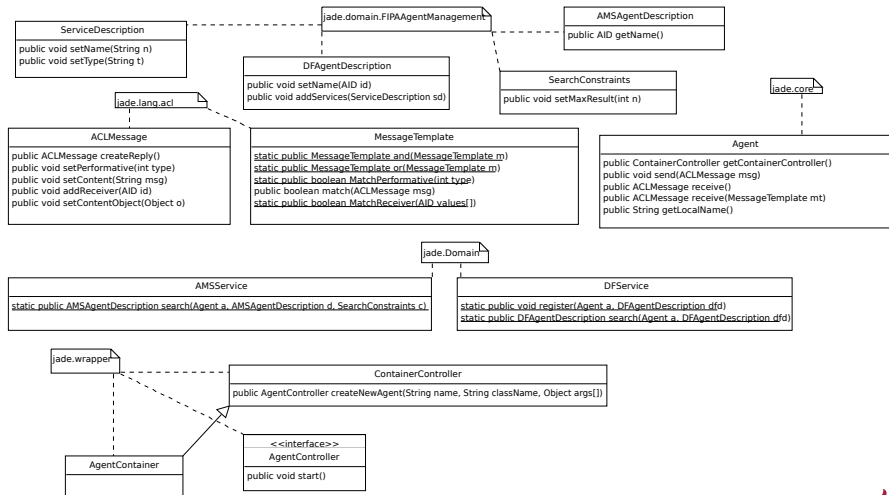 jade.domain.FIPAAgentManagement
ServiceDescription
public void setName(String n)
public void setType(String t)
AMSAgentDescription
public AID getName()
DFAgentDescription
public void setName(AID id)
public void addServices(ServiceDescription sd)
SearchConstraints
public void setMaxResult(int n)
jade.lang.acl
jade.core
ACLMessage
public ACLMessage createReply()
public void setPerformative(int type)
public void setContent(String msg)
public void addReceiver(AID id)
public void setContentObject(Object o)
MessageTemplate
static public MessageTemplate and(MessageTemplate m)
static public MessageTemplate or(MessageTemplate m)
static public boolean MatchPerformative(int type)
public boolean match(ACLMessage msg)
static public boolean MatchReceiver(AID values[])
Agent
public ContainerController getContainerController()
public void send(ACLMessage msg)
public ACLMessage receive()
public ACLMessage receive(MessageTemplate mt)
public String getLocalName()
jade.Domain
AMSService
static public AMSAgentDescription search(Agent a, AMSAgentDescription d, SearchConstraints c)
DFService
static public void register(Agent a, DFAgentDescription dfd)
static public DFAgentDescription search(Agent a, DFAgentDescription dfd)
jade.wrapper
ContainerController
public AgentController createNewAgent(String name, String className, Object args[])
<<interface>>
AgentController
public void start()
AgentContainer